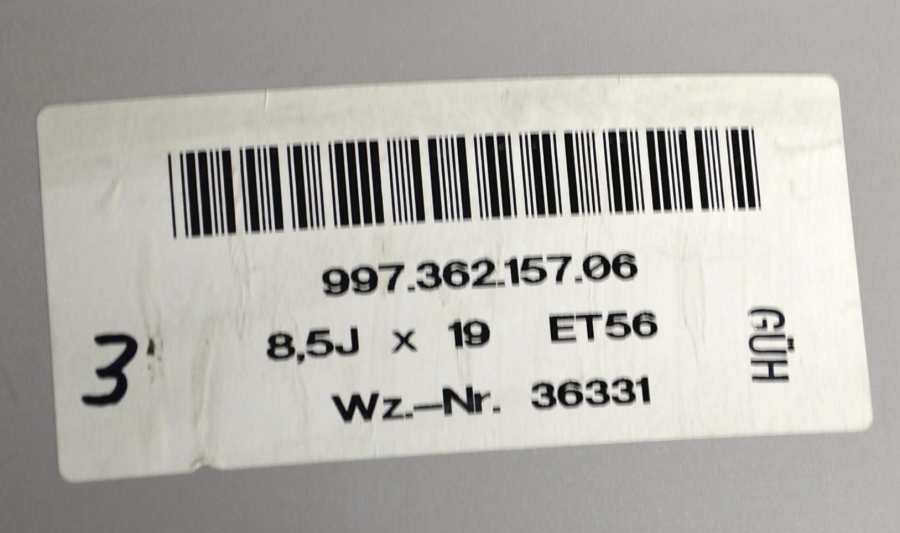 997.362.157.06
8,5J x 19 ET56
Wz.-Nr. 36331
3
GÜH